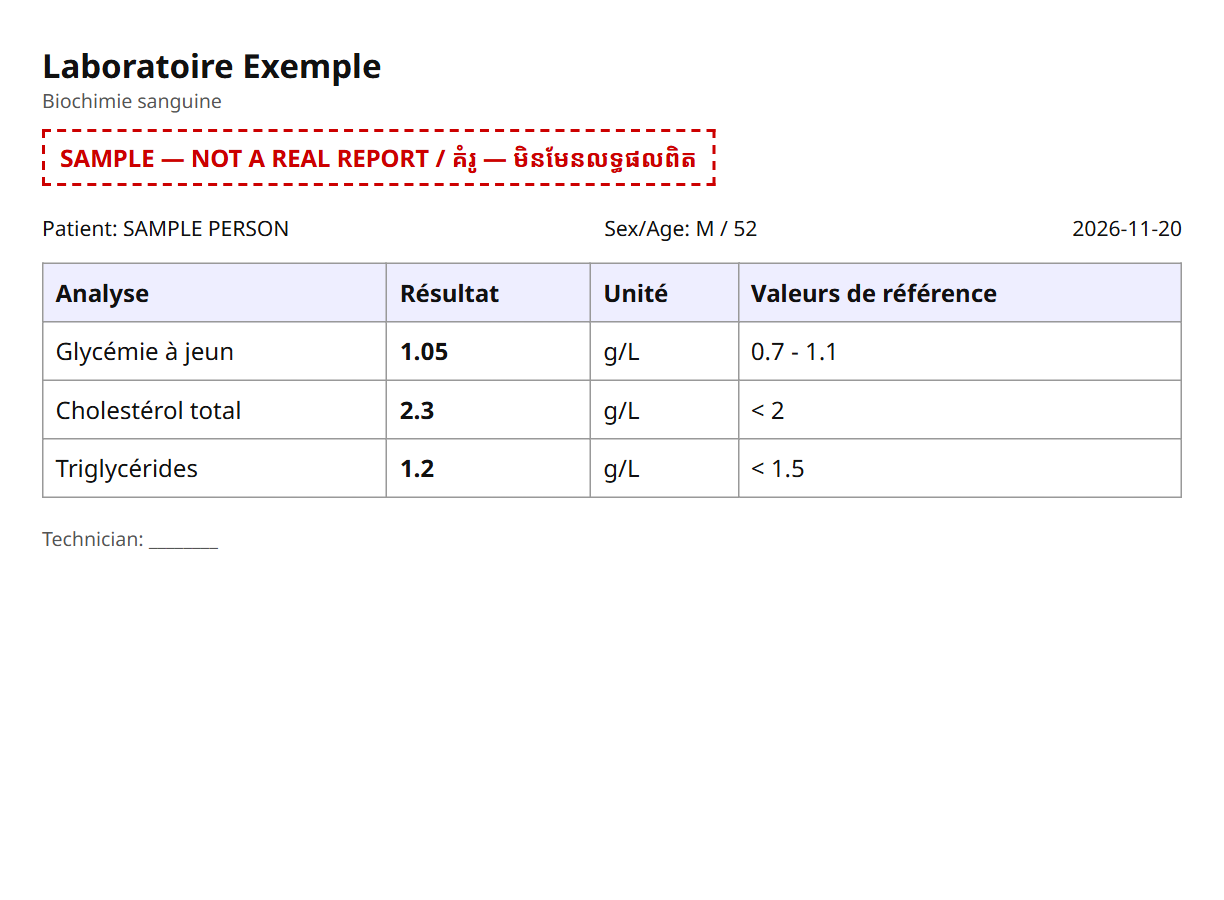 Laboratoire Exemple
Biochimie sanguine
SAMPLE — NOT A REAL REPORT / គំរូ — មិនមែនលទ្ធផលពិត
Patient: SAMPLE PERSON Sex/Age: M / 52 2026-11-20
Analyse Résultat Unité Valeurs de référence
Glycémie à jeun 1.05 g/L 0.7 - 1.1
Cholestérol total 2.3 g/L < 2
Triglycérides 1.2 g/L < 1.5
Technician: ________